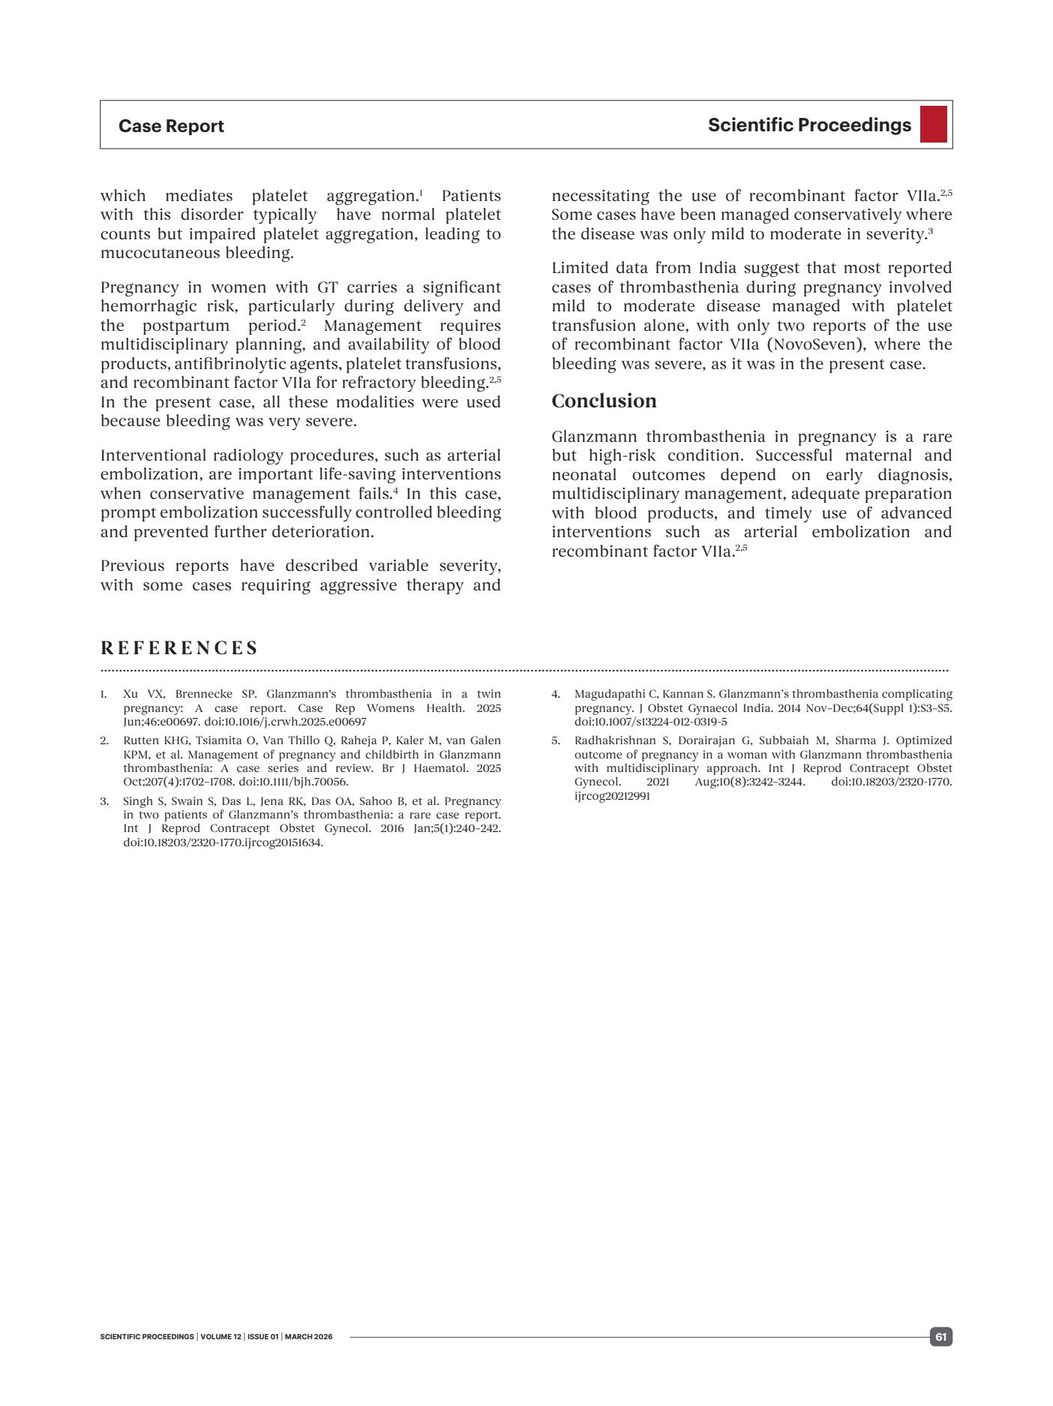 Case Report
Scientific Proceedings
which mediates platelet aggregation.¹ Patients
with this disorder typically have normal platelet
counts but impaired platelet aggregation, leading to
mucocutaneous bleeding.
Pregnancy in women with GT carries a significant
hemorrhagic risk, particularly during delivery and
the postpartum period.² Management requires
multidisciplinary planning, and availability of blood
products, antifibrinolytic agents, platelet transfusions,
and recombinant factor VIIa for refractory bleeding.²,⁵
In the present case, all these modalities were used
because bleeding was very severe.
Interventional radiology procedures, such as arterial
embolization, are important life-saving interventions
when conservative management fails.⁴ In this case,
prompt embolization successfully controlled bleeding
and prevented further deterioration.
Previous reports have described variable severity,
with some cases requiring aggressive therapy and
necessitating the use of recombinant factor VIIa.²,⁵
Some cases have been managed conservatively where
the disease was only mild to moderate in severity.³
Limited data from India suggest that most reported
cases of thrombasthenia during pregnancy involved
mild to moderate disease managed with platelet
transfusion alone, with only two reports of the use
of recombinant factor VIIa (NovoSeven), where the
bleeding was severe, as it was in the present case.
Conclusion
Glanzmann thrombasthenia in pregnancy is a rare
but high-risk condition. Successful maternal and
neonatal outcomes depend on early diagnosis,
multidisciplinary management, adequate preparation
with blood products, and timely use of advanced
interventions such as arterial embolization and
recombinant factor VIIa.²,⁵
REFERENCES
1. Xu VX, Brennecke SP. Glanzmann's thrombasthenia in a twin
pregnancy: A case report. Case Rep Womens Health. 2025
Jun;46:e00697. doi:10.1016/j.crwh.2025.e00697
2. Rutten KHG, Tsiamita O, Van Thillo Q, Raheja P, Kaler M, van Galen
KPM, et al. Management of pregnancy and childbirth in Glanzmann
thrombasthenia: A case series and review. Br J Haematol. 2025
Oct;207(4):1702-1708. doi:10.1111/bjh.70056.
3. Singh S, Swain S, Das L, Jena RK, Das OA, Sahoo B, et al. Pregnancy
in two patients of Glanzmann's thrombasthenia: a rare case report.
Int J Reprod Contracept Obstet Gynecol. 2016 Jan;5(1):240-242.
doi:10.18203/2320-1770.ijrcog20151634.
4. Magudapathi C, Kannan S. Glanzmann's thrombasthenia complicating
pregnancy. J Obstet Gynaecol India. 2014 Nov-Dec;64(Suppl 1):S3-S5.
doi:10.1007/s13224-012-0319-5
5. Radhakrishnan S, Dorairajan G, Subbaiah M, Sharma J. Optimized
outcome of pregnancy in a woman with Glanzmann thrombasthenia
with multidisciplinary approach. Int J Reprod Contracept Obstet
Gynecol. 2021 Aug;10(8):3242-3244. doi:10.18203/2320-1770.
ijrcog20212991
SCIENTIFIC PROCEEDINGS | VOLUME 12 | ISSUE 01 | MARCH 2026
61